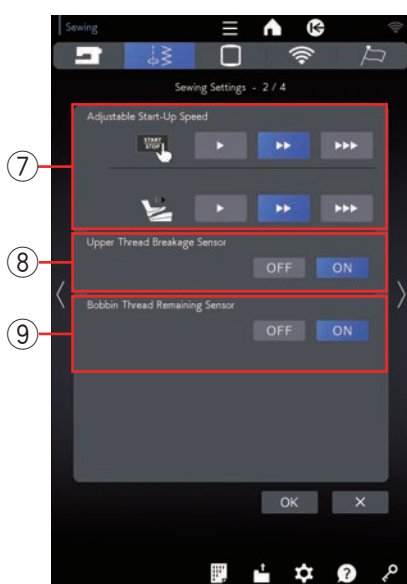 Sewing
Sewing Settings - 2 / 4
Adjustable Start-Up Speed
START
STOP
⑦
Upper Thread Breakage Sensor
⑧
OFF ON
Bobbin Thread Remaining Sensor
⑨
OFF ON
OK ×
?